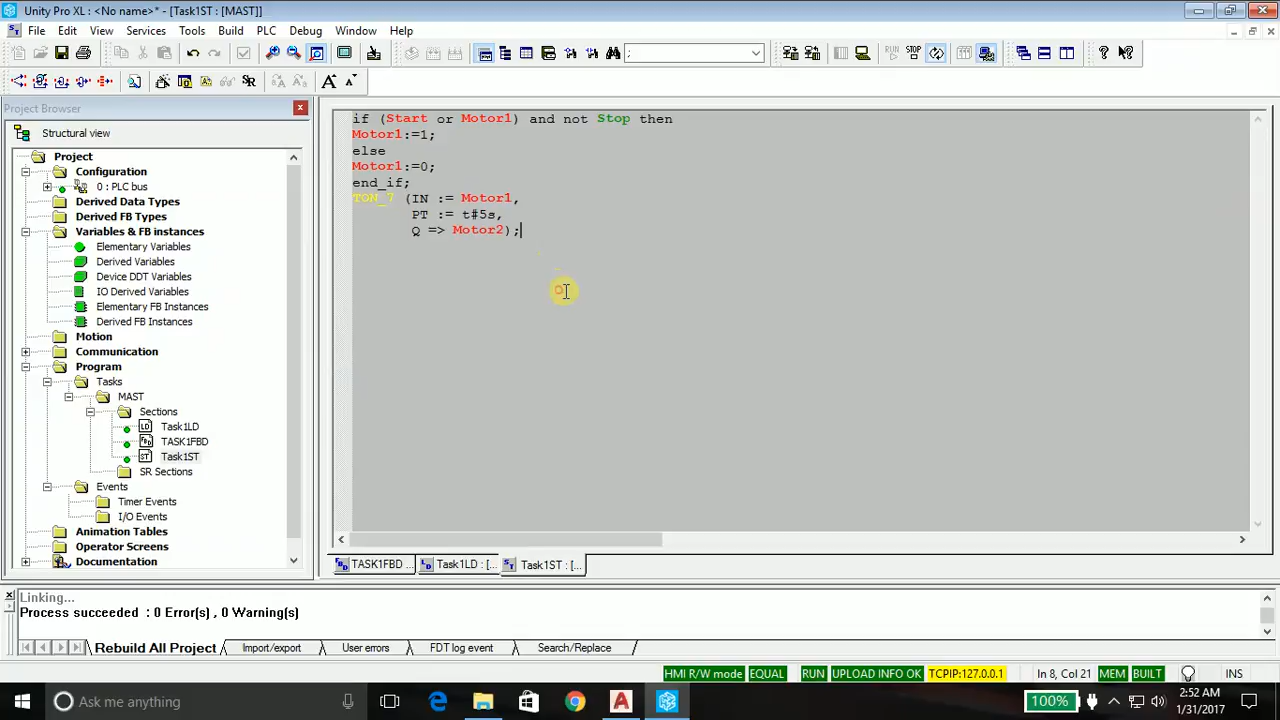 Unity Pro XL : <No name>* - [Task1ST : [MAST]]
File Edit View Services Tools Build PLC Debug Window Help
;
Project Browser
Structural view
Project
Configuration
0 : PLC bus
Derived Data Types
Derived FB Types
Variables & FB instances
Elementary Variables
Derived Variables
Device DDT Variables
IO Derived Variables
Elementary FB Instances
Derived FB Instances
Motion
Communication
Program
Tasks
MAST
Sections
Task1LD
TASK1FBD
Task1ST
SR Sections
Events
Timer Events
I/O Events
Animation Tables
Operator Screens
Documentation
if (Start or Motor1) and not Stop then
Motor1:=1;
else
Motor1:=0;
end_if;
TON_7 (IN := Motor1,
PT := t#5s,
Q => Motor2);
TASK1FBD ... Task1LD : [... Task1ST : [...
Linking...
Process succeeded : 0 Error(s) , 0 Warning(s)
Rebuild All Project Import/export User errors FDT log event Search/Replace
HMI R/W mode EQUAL RUN UPLOAD INFO OK TCPIP:127.0.0.1 ln 8, Col 21 MEM BUILT INS
Ask me anything
100%
2:52 AM
1/31/2017